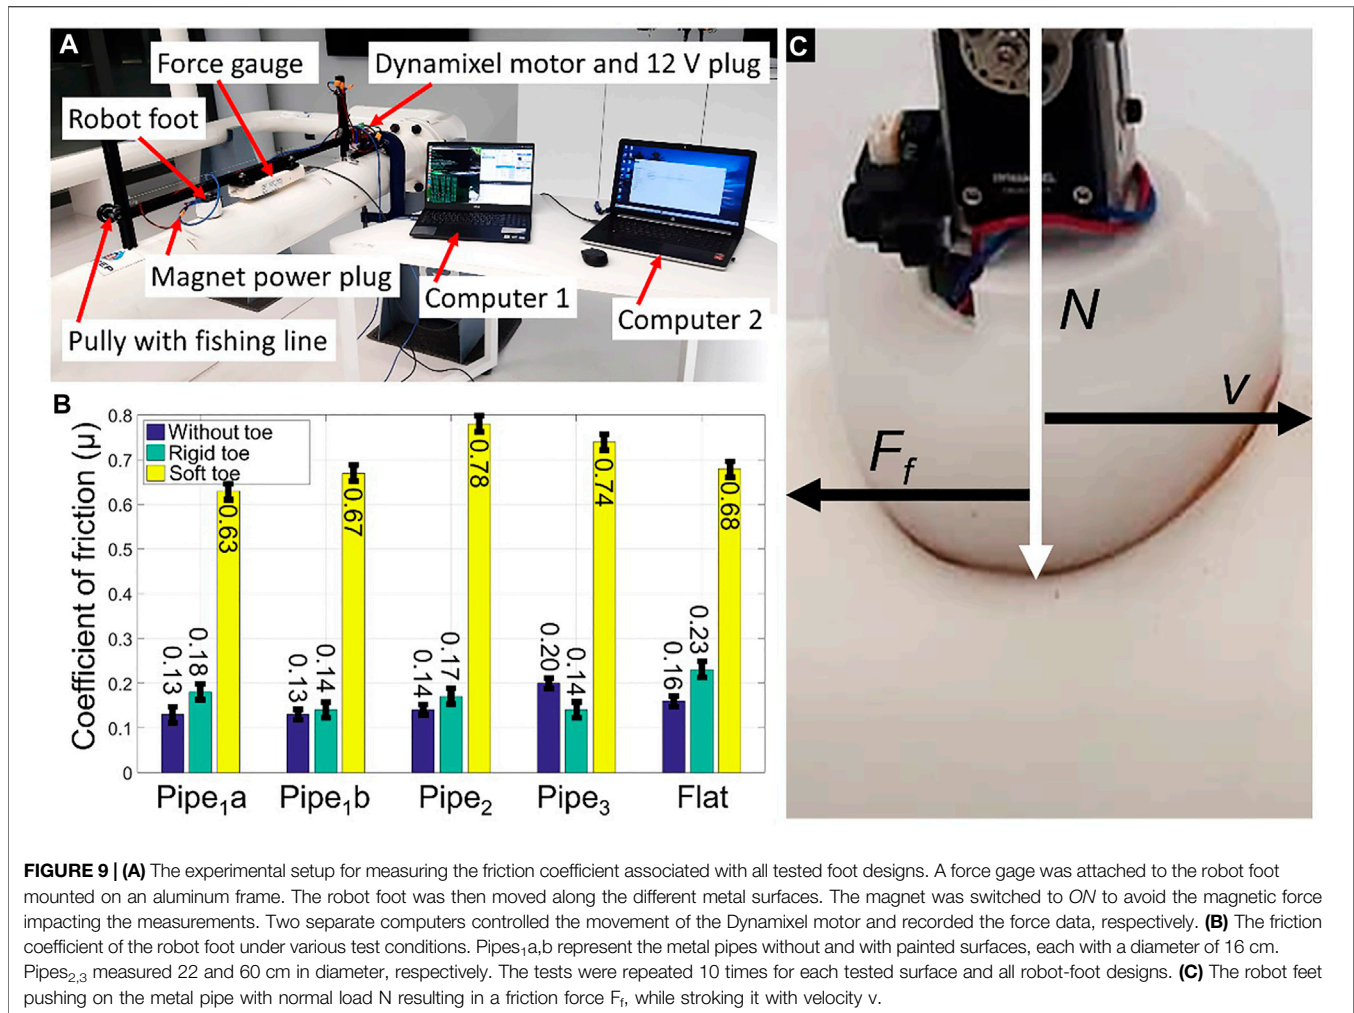 A
Force gauge
Dynamixel motor and 12 V plug
Robot foot
Magnet power plug
Computer 1
Computer 2
Pully with fishing line
B
Coefficient of friction (μ)
0.8
0.7
0.6
0.5
0.4
0.3
0.2
0.1
0
Without toe
Rigid toe
Soft toe
0.13
0.18
0.63
0.13
0.14
0.67
0.14
0.17
0.78
0.20
0.14
0.74
0.16
0.23
0.68
Pipe₁a
Pipe₁b
Pipe₂
Pipe₃
Flat
C
N
v
F_f
FIGURE 9 | (A) The experimental setup for measuring the friction coefficient associated with all tested foot designs. A force gage was attached to the robot foot
mounted on an aluminum frame. The robot foot was then moved along the different metal surfaces. The magnet was switched to ON to avoid the magnetic force
impacting the measurements. Two separate computers controlled the movement of the Dynamixel motor and recorded the force data, respectively. (B) The friction
coefficient of the robot foot under various test conditions. Pipes₁a,b represent the metal pipes without and with painted surfaces, each with a diameter of 16 cm.
Pipes₂,₃ measured 22 and 60 cm in diameter, respectively. The tests were repeated 10 times for each tested surface and all robot-foot designs. (C) The robot feet
pushing on the metal pipe with normal load N resulting in a friction force F_f, while stroking it with velocity v.